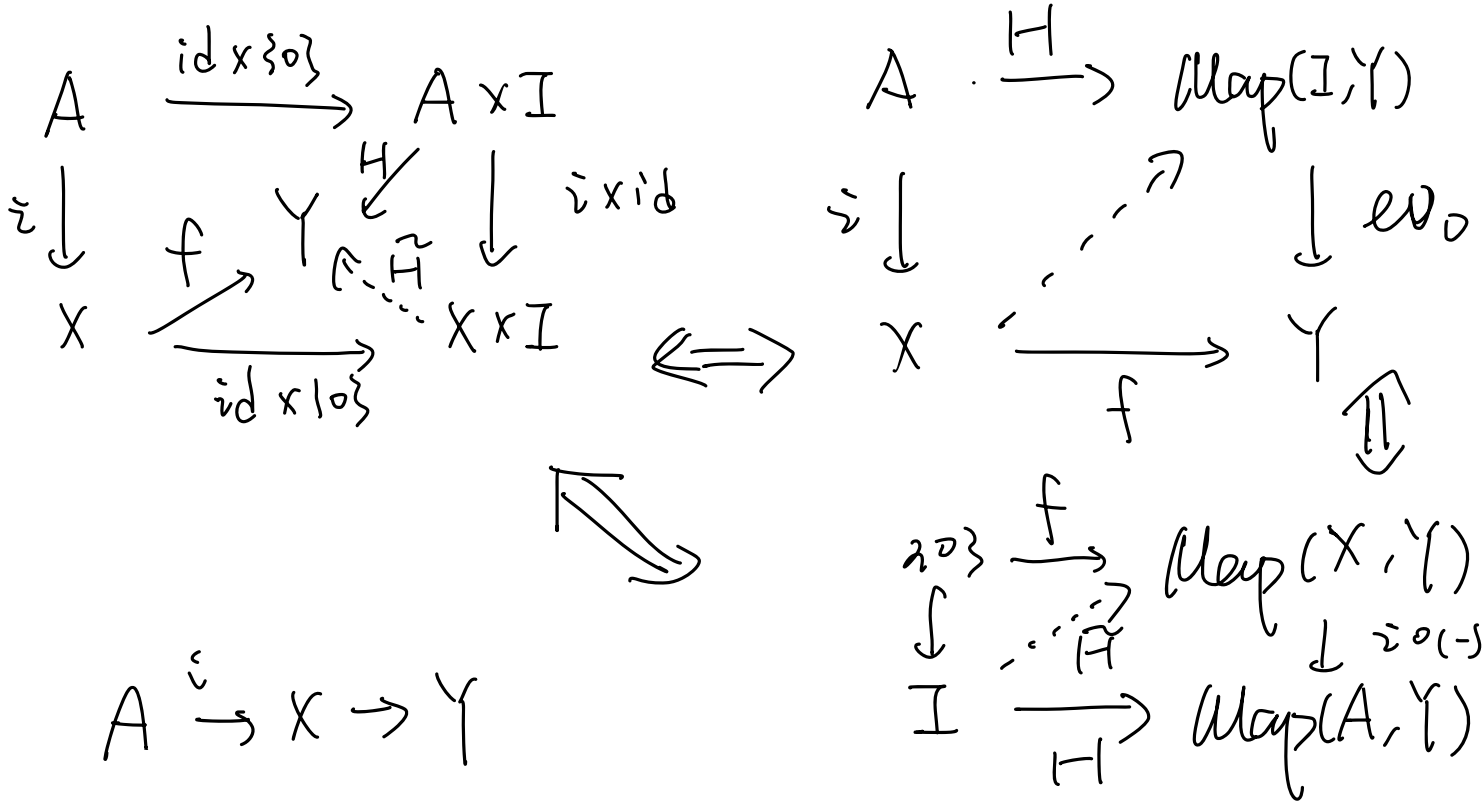 A id×{0} A×I
i H i×id
f Y H̃
X X×I
id×{0}
A H Map(I,Y)
i ev₀
X f Y
{0} f Map(X,Y)
H̃ i∘(-)
I H Map(A,Y)
A i X → Y